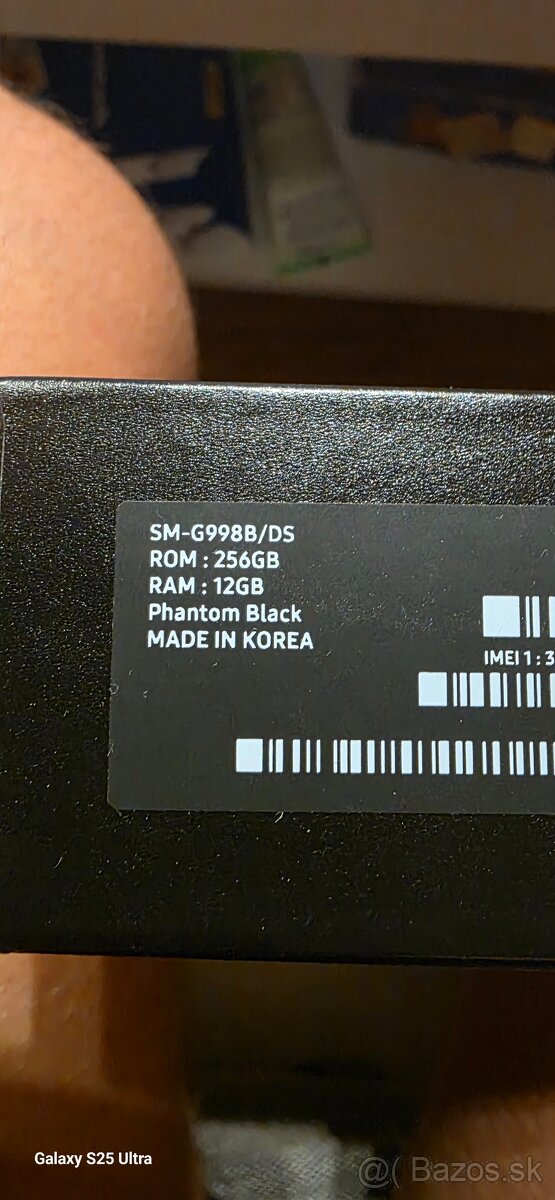 SM-G998B/DS
ROM : 256GB
RAM : 12GB
Phantom Black
MADE IN KOREA
IMEI 1 : 3
Galaxy S25 Ultra
@( Bazos.sk